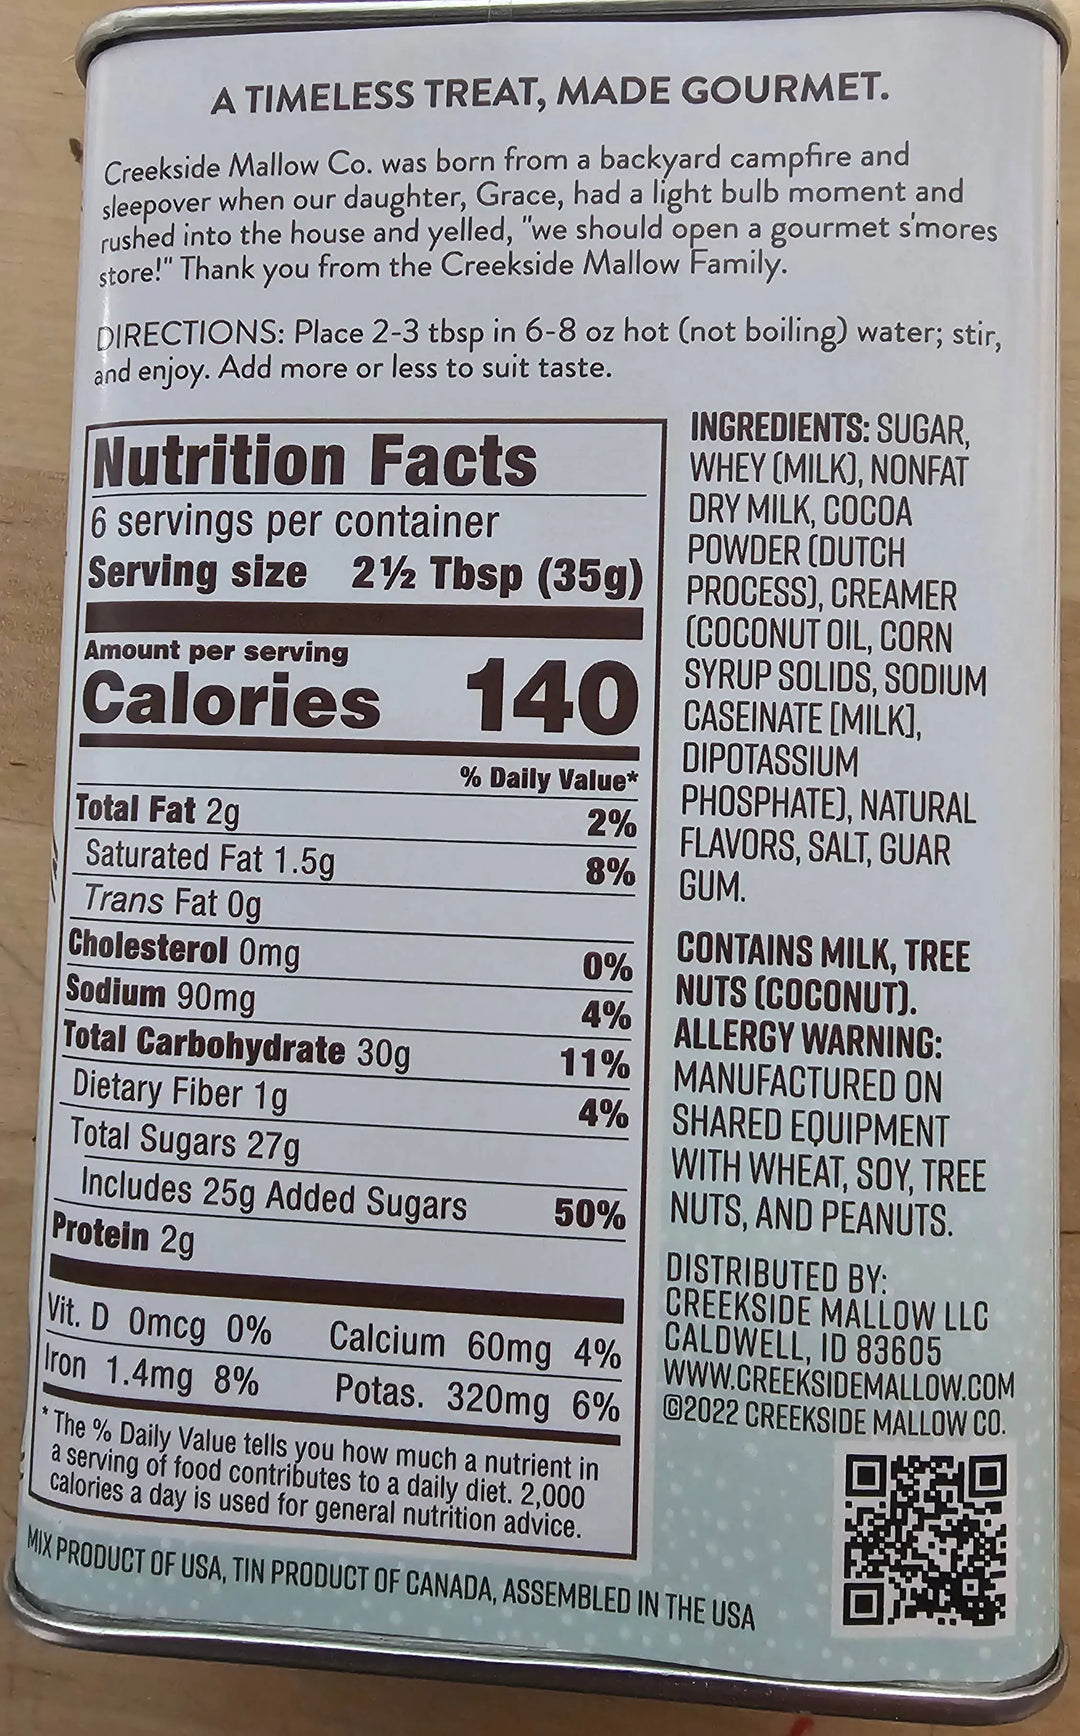 A TIMELESS TREAT, MADE GOURMET.
Creekside Mallow Co. was born from a backyard campfire and
sleepover when our daughter, Grace, had a light bulb moment and
rushed into the house and yelled, "we should open a gourmet s'mores
store!" Thank you from the Creekside Mallow Family.
DIRECTIONS: Place 2-3 tbsp in 6-8 oz hot (not boiling) water; stir,
and enjoy. Add more or less to suit taste.
Nutrition Facts
6 servings per container
Serving size 2½ Tbsp (35g)
Amount per serving
Calories 140
% Daily Value*
Total Fat 2g 2%
Saturated Fat 1.5g 8%
Trans Fat 0g
Cholesterol 0mg 0%
Sodium 90mg 4%
Total Carbohydrate 30g 11%
Dietary Fiber 1g 4%
Total Sugars 27g
Includes 25g Added Sugars 50%
Protein 2g
Vit. D 0mcg 0% Calcium 60mg 4%
Iron 1.4mg 8% Potas. 320mg 6%
* The % Daily Value tells you how much a nutrient in
a serving of food contributes to a daily diet. 2,000
calories a day is used for general nutrition advice.
INGREDIENTS: SUGAR,
WHEY (MILK), NONFAT
DRY MILK, COCOA
POWDER (DUTCH
PROCESS), CREAMER
(COCONUT OIL, CORN
SYRUP SOLIDS, SODIUM
CASEINATE [MILK],
DIPOTASSIUM
PHOSPHATE), NATURAL
FLAVORS, SALT, GUAR
GUM.
CONTAINS MILK, TREE
NUTS (COCONUT).
ALLERGY WARNING:
MANUFACTURED ON
SHARED EQUIPMENT
WITH WHEAT, SOY, TREE
NUTS, AND PEANUTS.
DISTRIBUTED BY:
CREEKSIDE MALLOW LLC
CALDWELL, ID 83605
WWW.CREEKSIDEMALLOW.COM
©2022 CREEKSIDE MALLOW CO.
MIX PRODUCT OF USA, TIN PRODUCT OF CANADA, ASSEMBLED IN THE USA